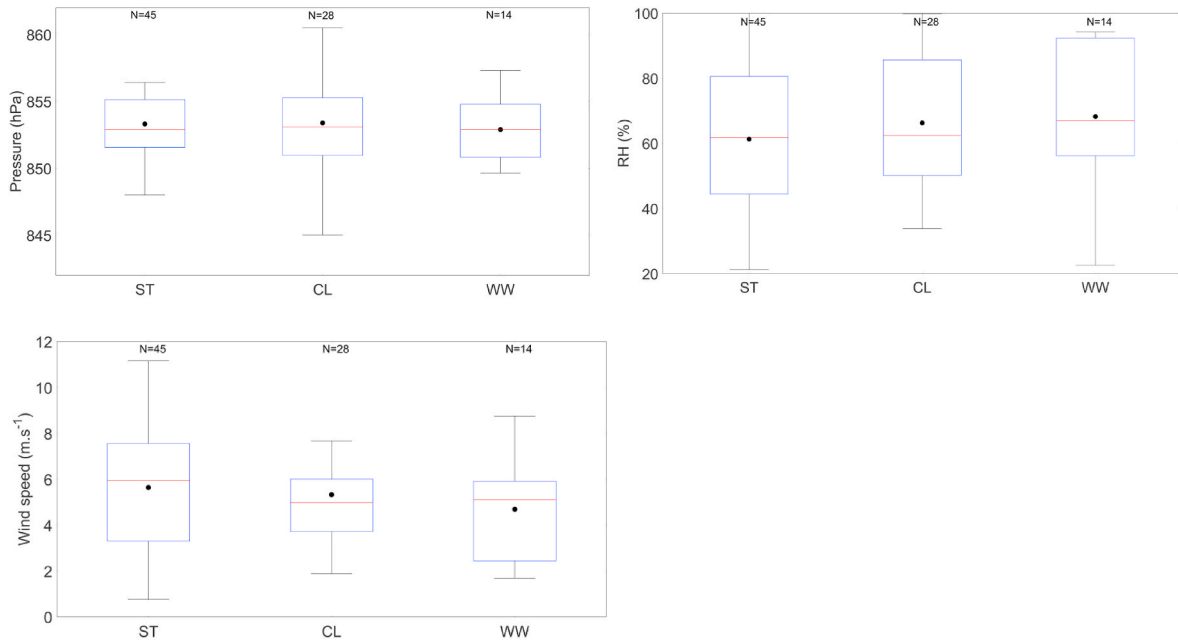 N=45 N=28 N=14
860
855
850
845
Pressure (hPa)
ST CL WW
N=45 N=28 N=14
100
80
60
40
20
RH (%)
ST CL WW
N=45 N=28 N=14
12
10
8
6
4
2
0
Wind speed (m.s⁻¹)
ST CL WW